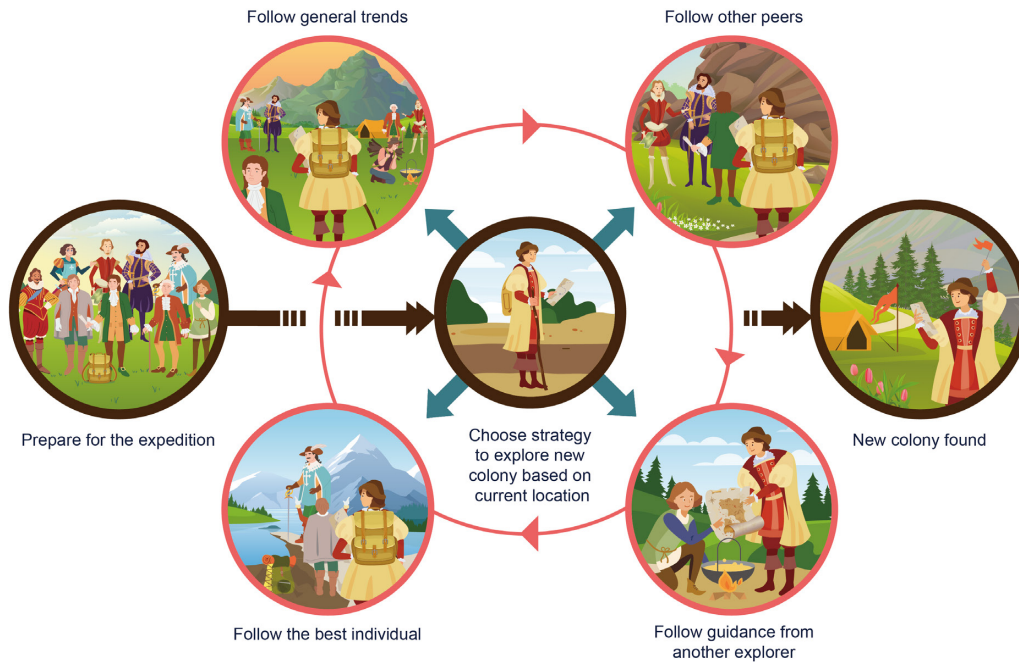 Follow general trends
Follow other peers
Prepare for the expedition
Choose strategy
to explore new
colony based on
current location
New colony found
Follow the best individual
Follow guidance from
another explorer